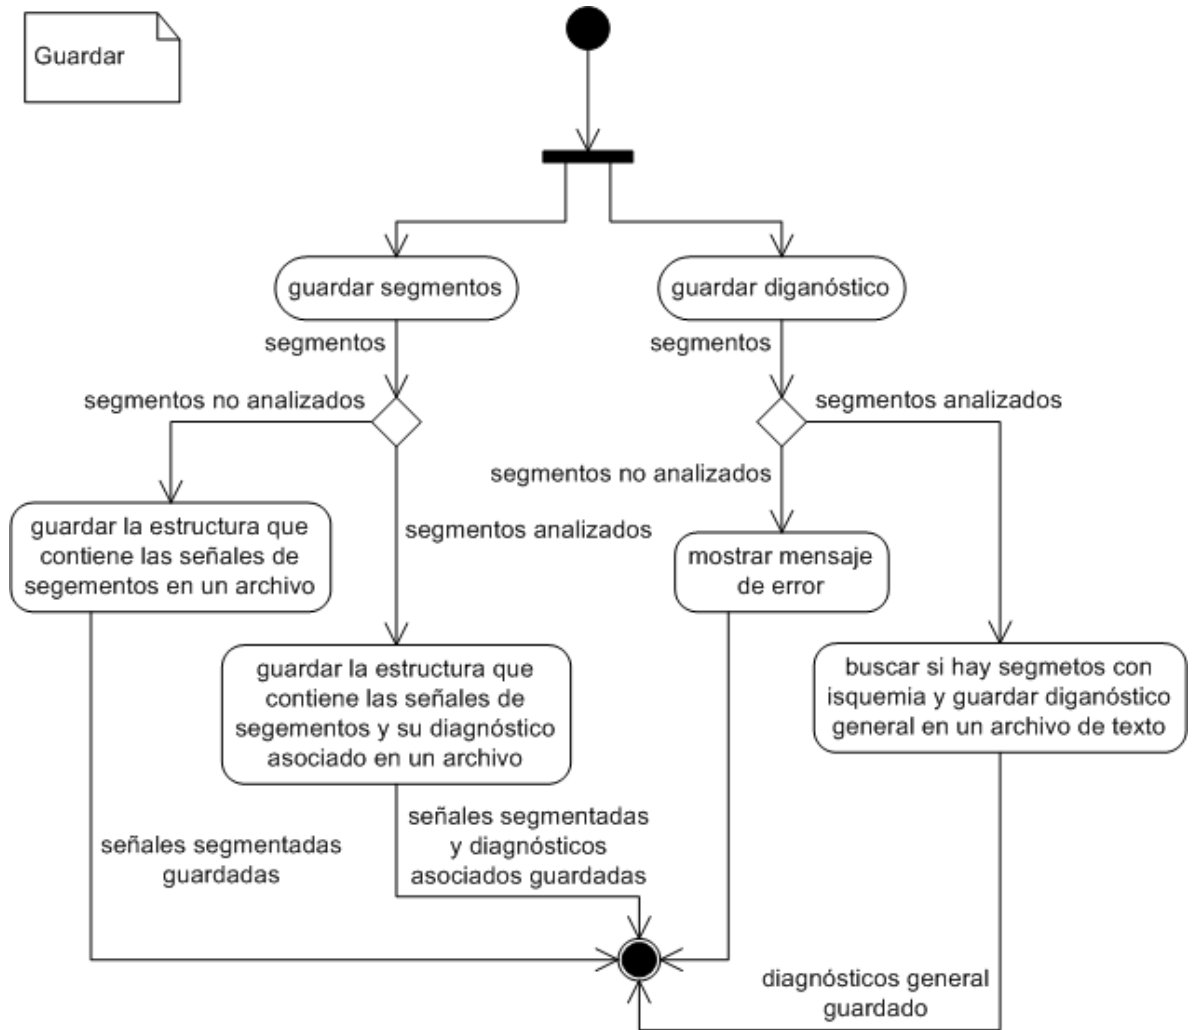 Guardar
guardar segmentos
guardar diganóstico
segmentos
segmentos
segmentos no analizados
segmentos analizados
segmentos no analizados
segmentos analizados
guardar la estructura que
contiene las señales de
segementos en un archivo
mostrar mensaje
de error
guardar la estructura que
contiene las señales de
segementos y su diagnóstico
asociado en un archivo
buscar si hay segmetos con
isquemia y guardar diganóstico
general en un archivo de texto
señales segmentadas
guardadas
señales segmentadas
y diagnósticos
asociados guardadas
diagnósticos general
guardado